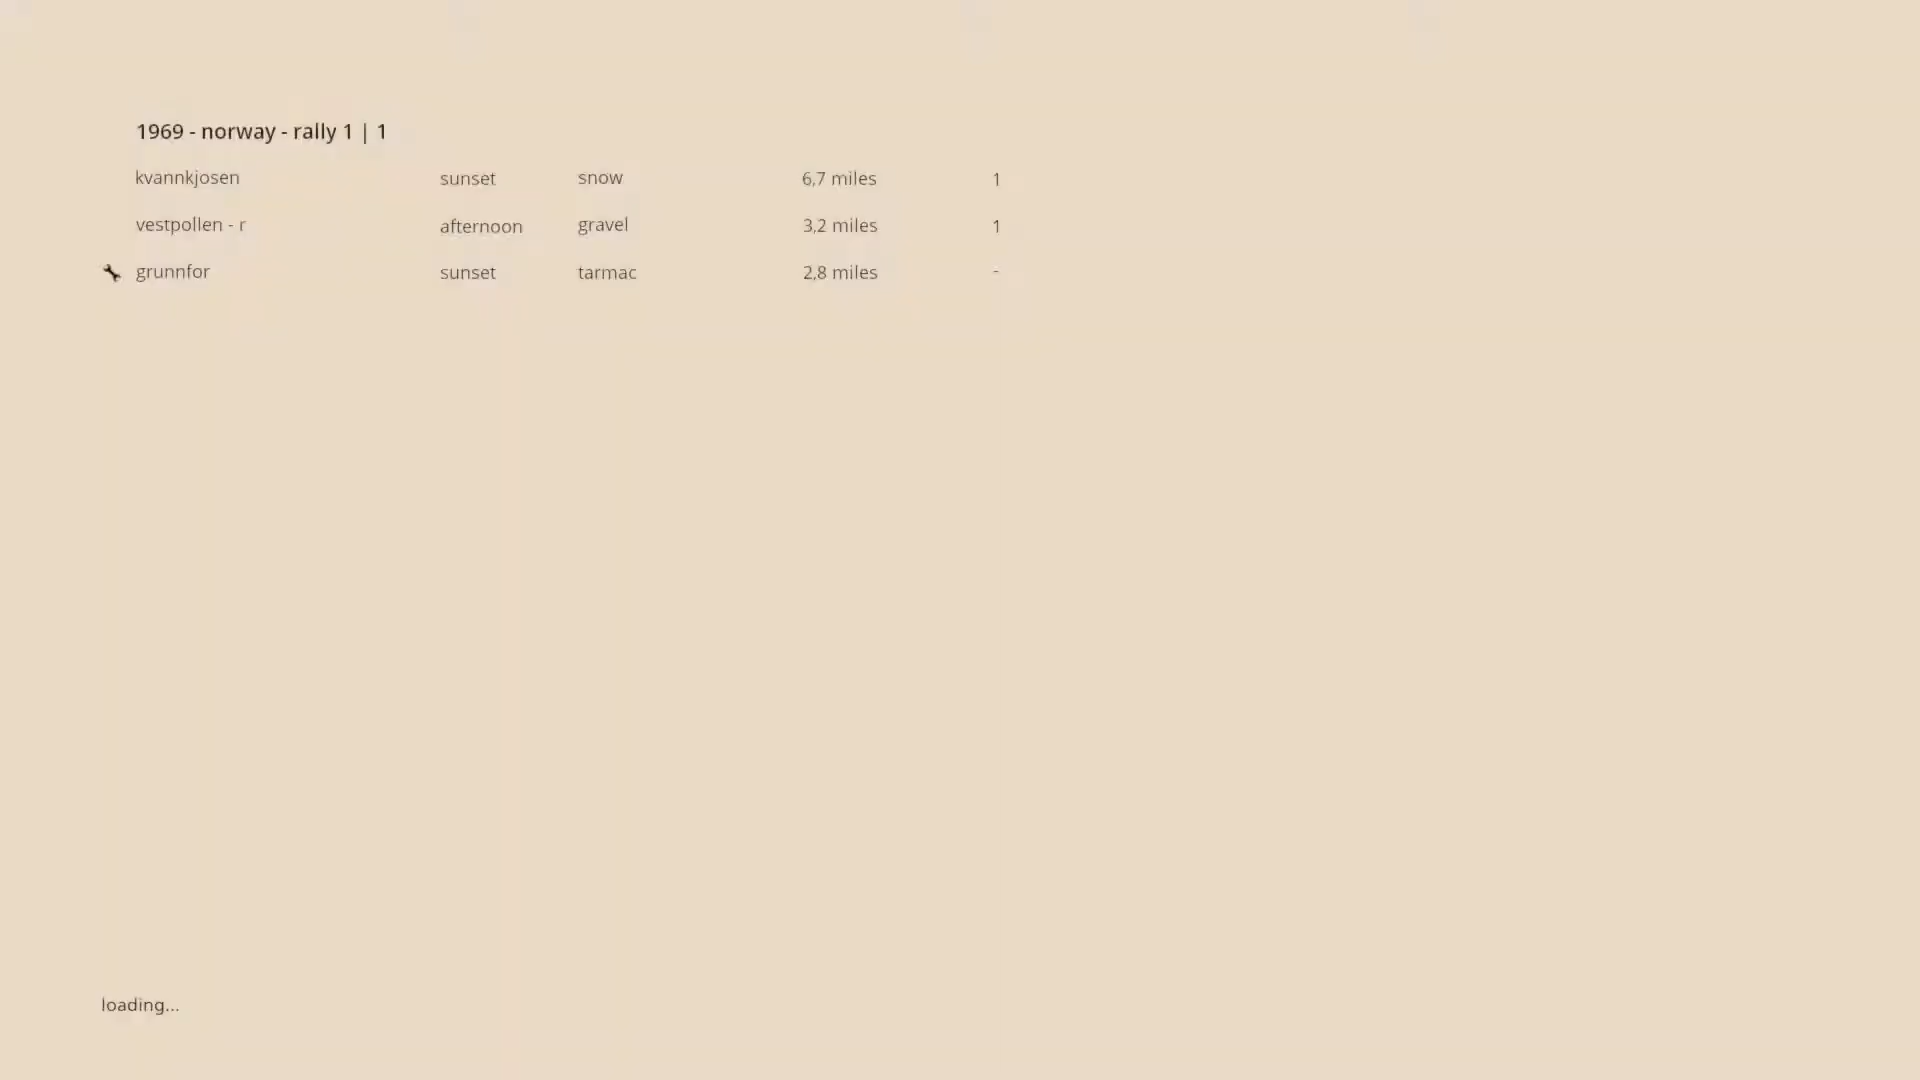 1969 - norway - rally 1 | 1
kvannkjosen sunset snow 6,7 miles 1
vestpollen - r afternoon gravel 3,2 miles 1
grunnfor sunset tarmac 2,8 miles -
loading...